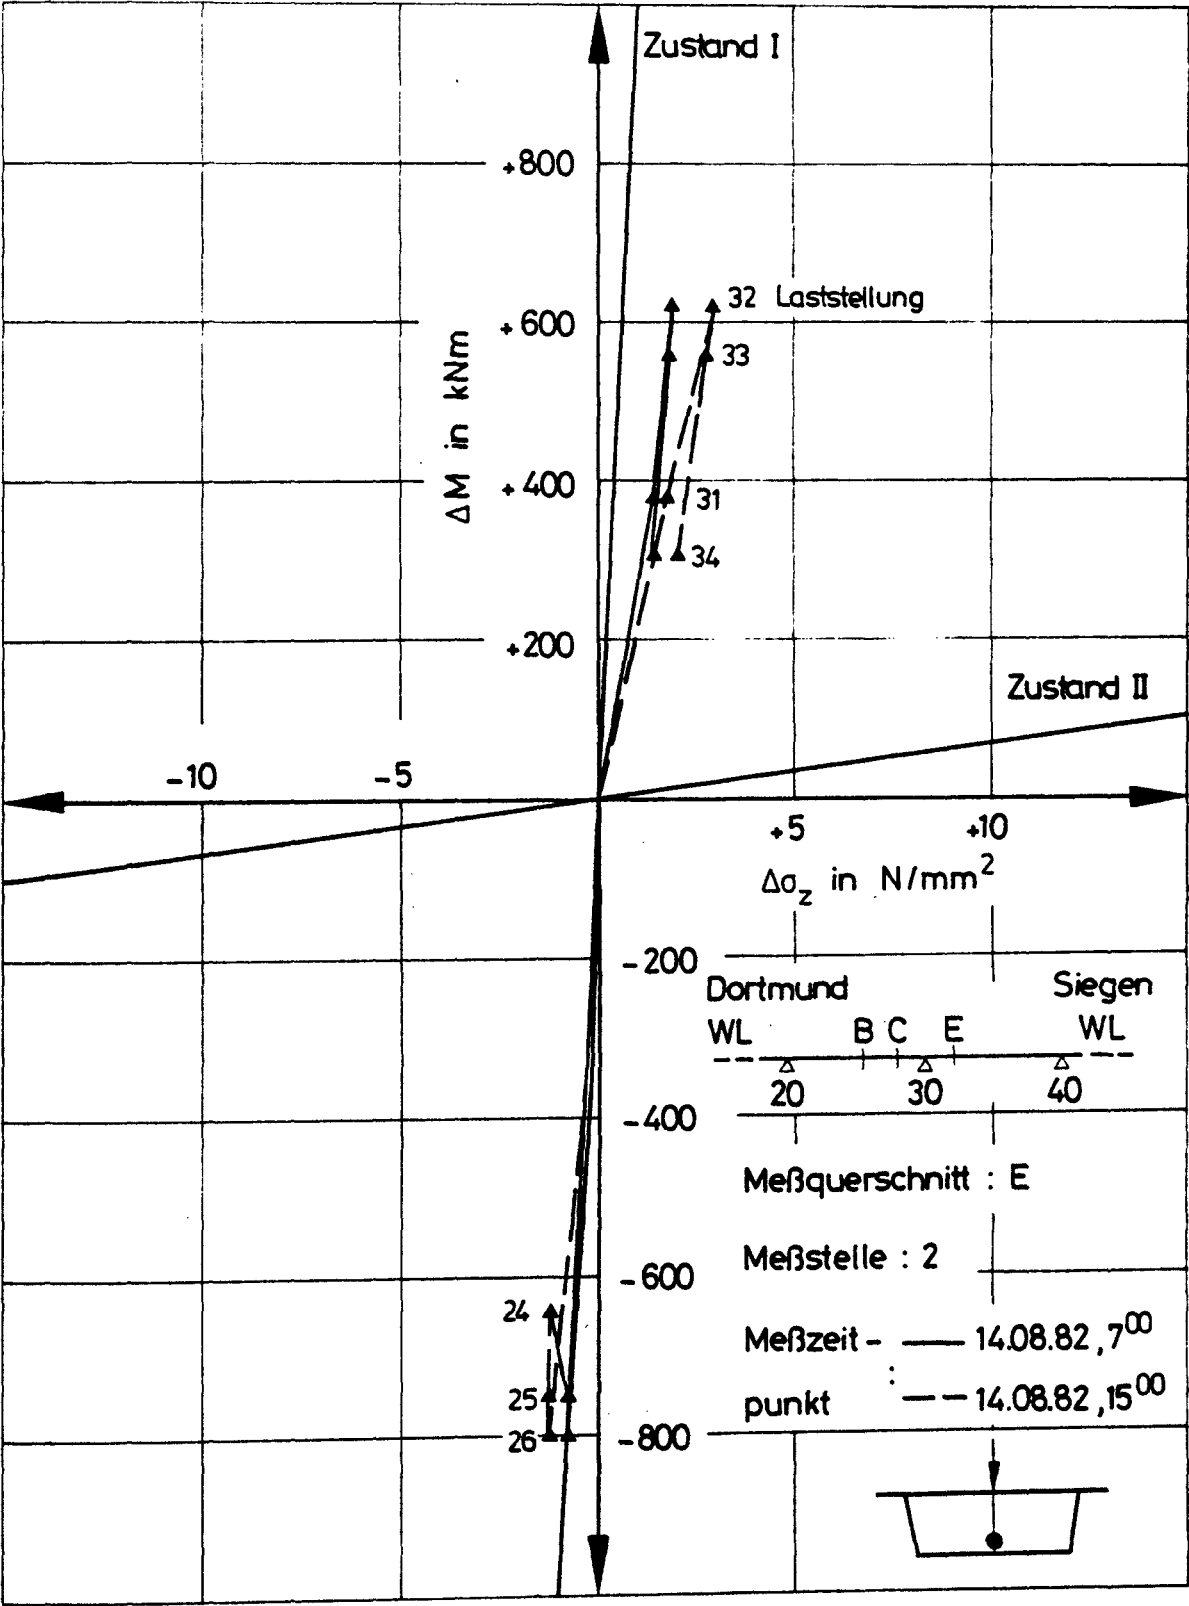 Zustand I
+800
32 Laststellung
+600
33
ΔM in kNm
+400
31
34
+200
Zustand II
-10
-5
+5
+10
Δσz in N/mm²
-200
Dortmund
Siegen
WL
B
C
E
WL
20
30
40
-400
Meßquerschnitt : E
Meßstelle : 2
-600
24
Meßzeit- —— 14.08.82, 7⁰⁰
25
punkt : —— 14.08.82, 15⁰⁰
26
-800